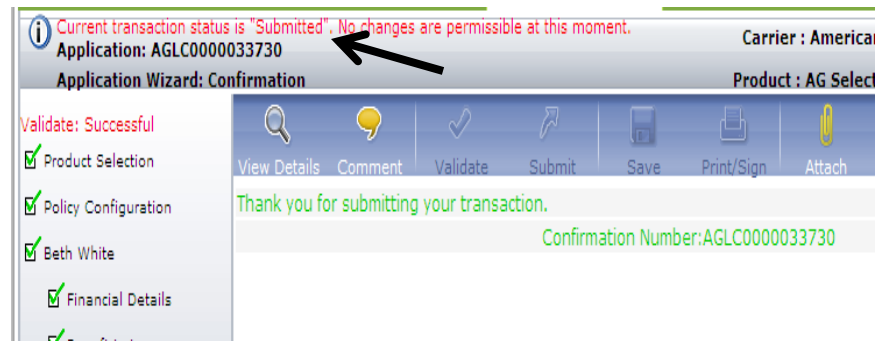 Current transaction status is "Submitted". No changes are permissible at this moment.
Application: AGLC0000033730
Carrier : American
Application Wizard: Confirmation
Product : AG Select
Validate: Successful
View Details Comment Validate Submit Save Print/Sign Attach
Product Selection
Policy Configuration
Thank you for submitting your transaction.
Confirmation Number:AGLC0000033730
Beth White
Financial Details